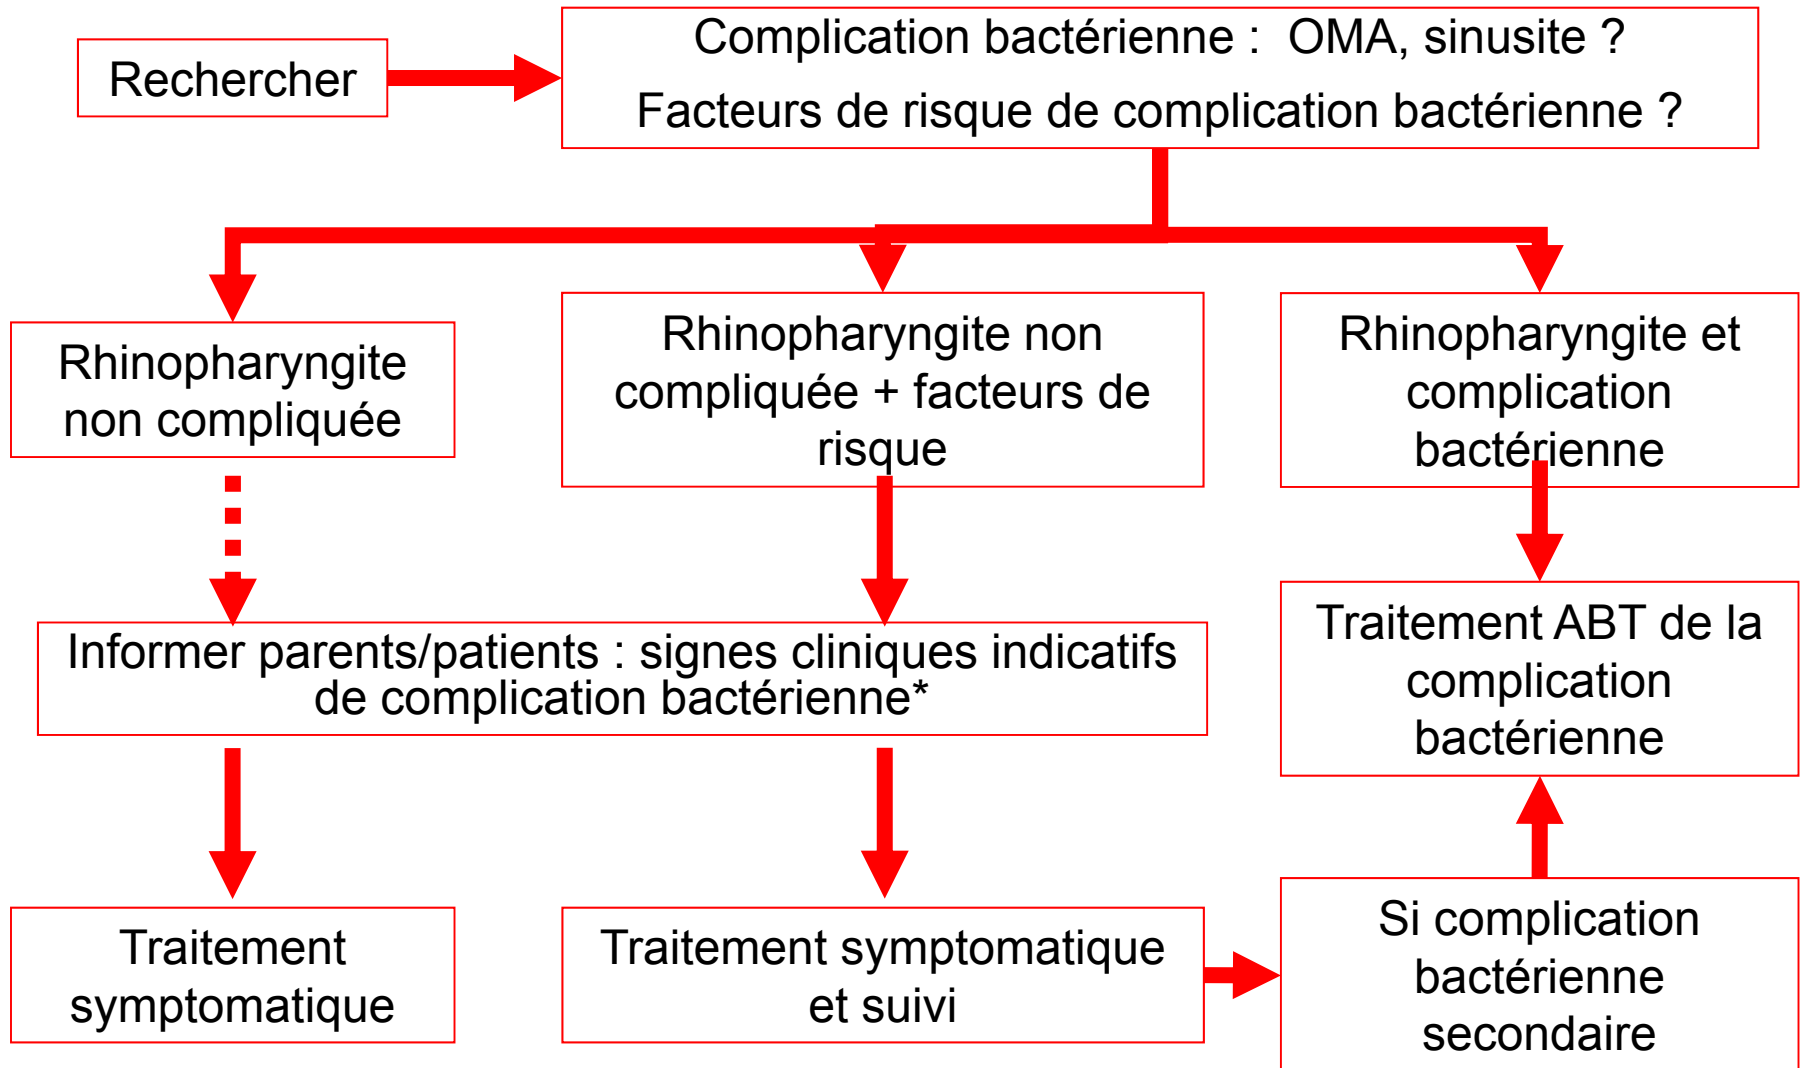 Rechercher
Complication bactérienne : OMA, sinusite ?
Facteurs de risque de complication bactérienne ?
Rhinopharyngite
non compliquée
Rhinopharyngite non
compliquée + facteurs de
risque
Rhinopharyngite et
complication
bactérienne
Informer parents/patients : signes cliniques indicatifs
de complication bactérienne*
Traitement ABT de la
complication
bactérienne
Traitement
symptomatique
Traitement symptomatique
et suivi
Si complication
bactérienne
secondaire